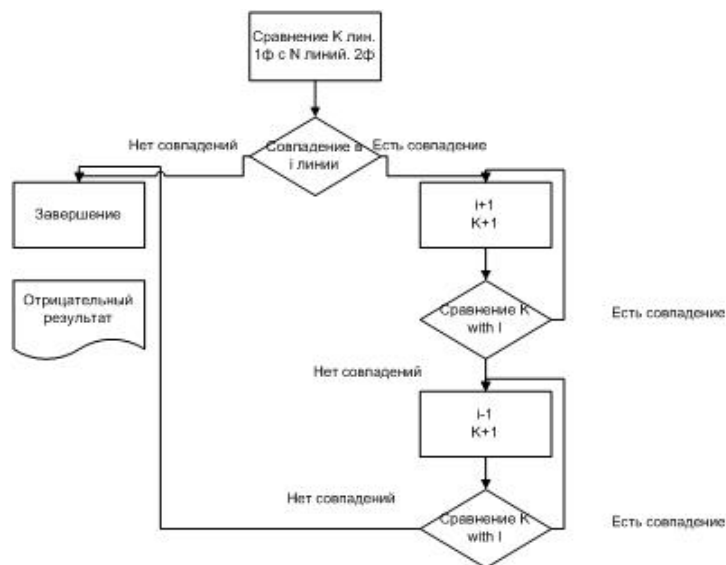 Сравнение K лин.
1ф с N линий. 2ф
Нет совпадений
Совпадение в
i линии
Есть совпадение
Завершение
i+1
K+1
Отрицательный
результат
Сравнение K
with I
Есть совпадение
Нет совпадений
i-1
K+1
Нет совпадений
Сравнение K
with I
Есть совпадение